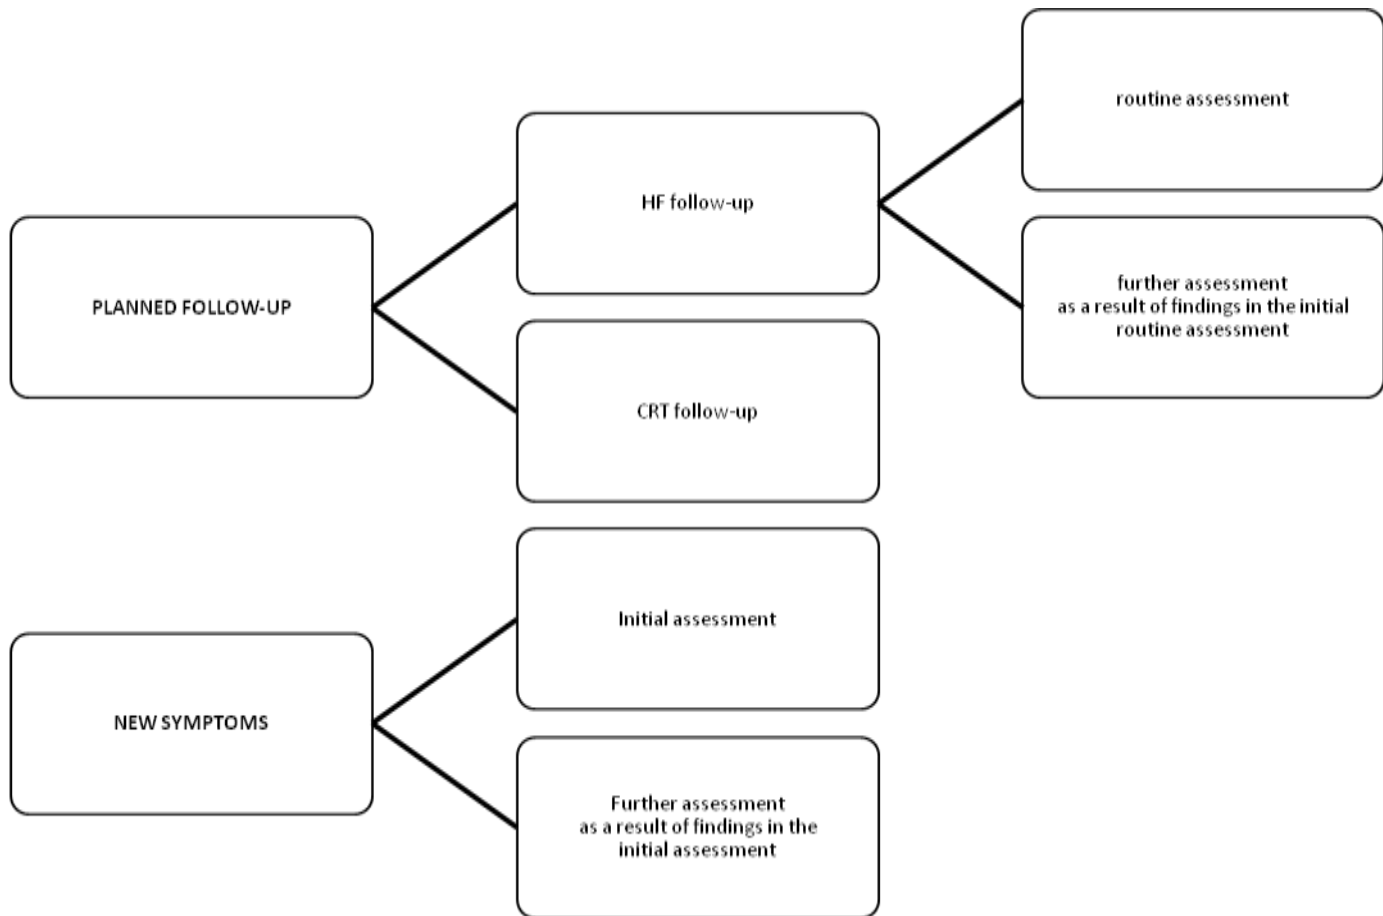 PLANNED FOLLOW-UP
HF follow-up
routine assessment
further assessment
as a result of findings in the initial
routine assessment
CRT follow-up
NEW SYMPTOMS
Initial assessment
Further assessment
as a result of findings in the
initial assessment